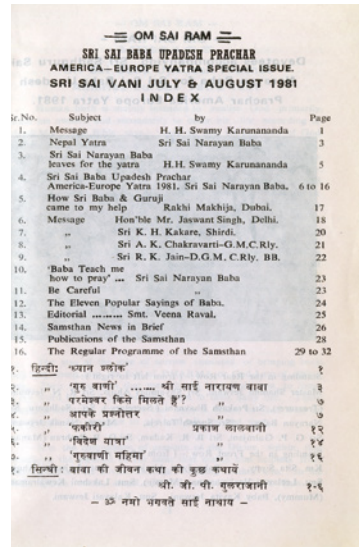 OM SAI RAM
SRI SAI BABA UPADESH PRACHAR
AMERICA—EUROPE YATRA SPECIAL ISSUE.
SRI SAI VANI JULY & AUGUST 1981
INDEX
Sr.No. Subject by Page
1. Message H. H. Swamy Karunananda 1
2. Nepal Yatra Sri Sai Narayan Baba 3
3. Sri Sai Narayan Baba
leaves for the yatra H.H. Swamy Karunananda 5
4. Sri Sai Baba Upadesh Prachar
America-Europe Yatra 1981. Sri Sai Narayan Baba. 6 to 16
5. How Sri Baba & Guruji
came to my help Rakhi Makhija, Dubai. 17
6. Message Hon'ble Mr. Jaswant Singh, Delhi. 18
7. ,, Sri K. H. Kakare, Shirdi. 20
8. ,, Sri A. K. Chakravarti–G.M.C.Rly. 21
9. ,, Sri R. K. Jain–D.G.M. C.Rly. BB. 22
10. 'Baba Teach me
how to pray' ... Sri Sai Narayan Baba 23
11. Be Careful ,, 23
12. The Eleven Popular Sayings of Baba. 24
13. Editorial ......... Smt. Veena Raval. 25
14. Samsthan News in Brief 26
15. Publications of the Samsthan 28
16. The Regular Programme of the Samsthan 29 to 32
१. हिन्दी: 'ध्यान श्लोक' १
२. ,, 'गुरु वाणी' ....... श्री साई नारायण बाबा ३
३. ,, परमेश्वर किसे मिलते हैं'? ,, ७
४. ,, आपके प्रश्नोत्तर ,, ७
५. ,, 'फकीरी' प्रकाश लालवानी १२
६. ,, 'विदेश यात्रा' ,, १४
७. ,, 'गुरुवाणी महिमा' ,, १६
१. सिन्धी: बाबा की जीवन कथा की कुछ कथायें
श्री. जी. पी. गुलराजानी १-६
— ॐ नमो भगवते साई नाथाय —